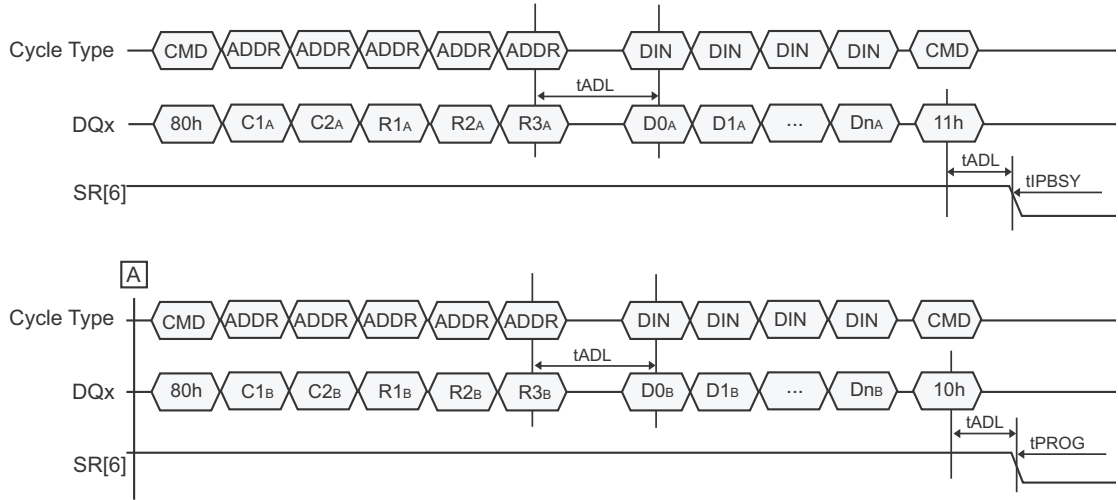 Cycle Type CMD ADDR ADDR ADDR ADDR ADDR DIN DIN DIN DIN CMD
tADL
DQx 80h C1A C2A R1A R2A R3A D0A D1A ... DnA 11h
tADL
SR[6] tIPBSY
A
Cycle Type CMD ADDR ADDR ADDR ADDR ADDR DIN DIN DIN DIN CMD
tADL
DQx 80h C1B C2B R1B R2B R3B D0B D1B ... DnB 10h
tADL
SR[6] tPROG